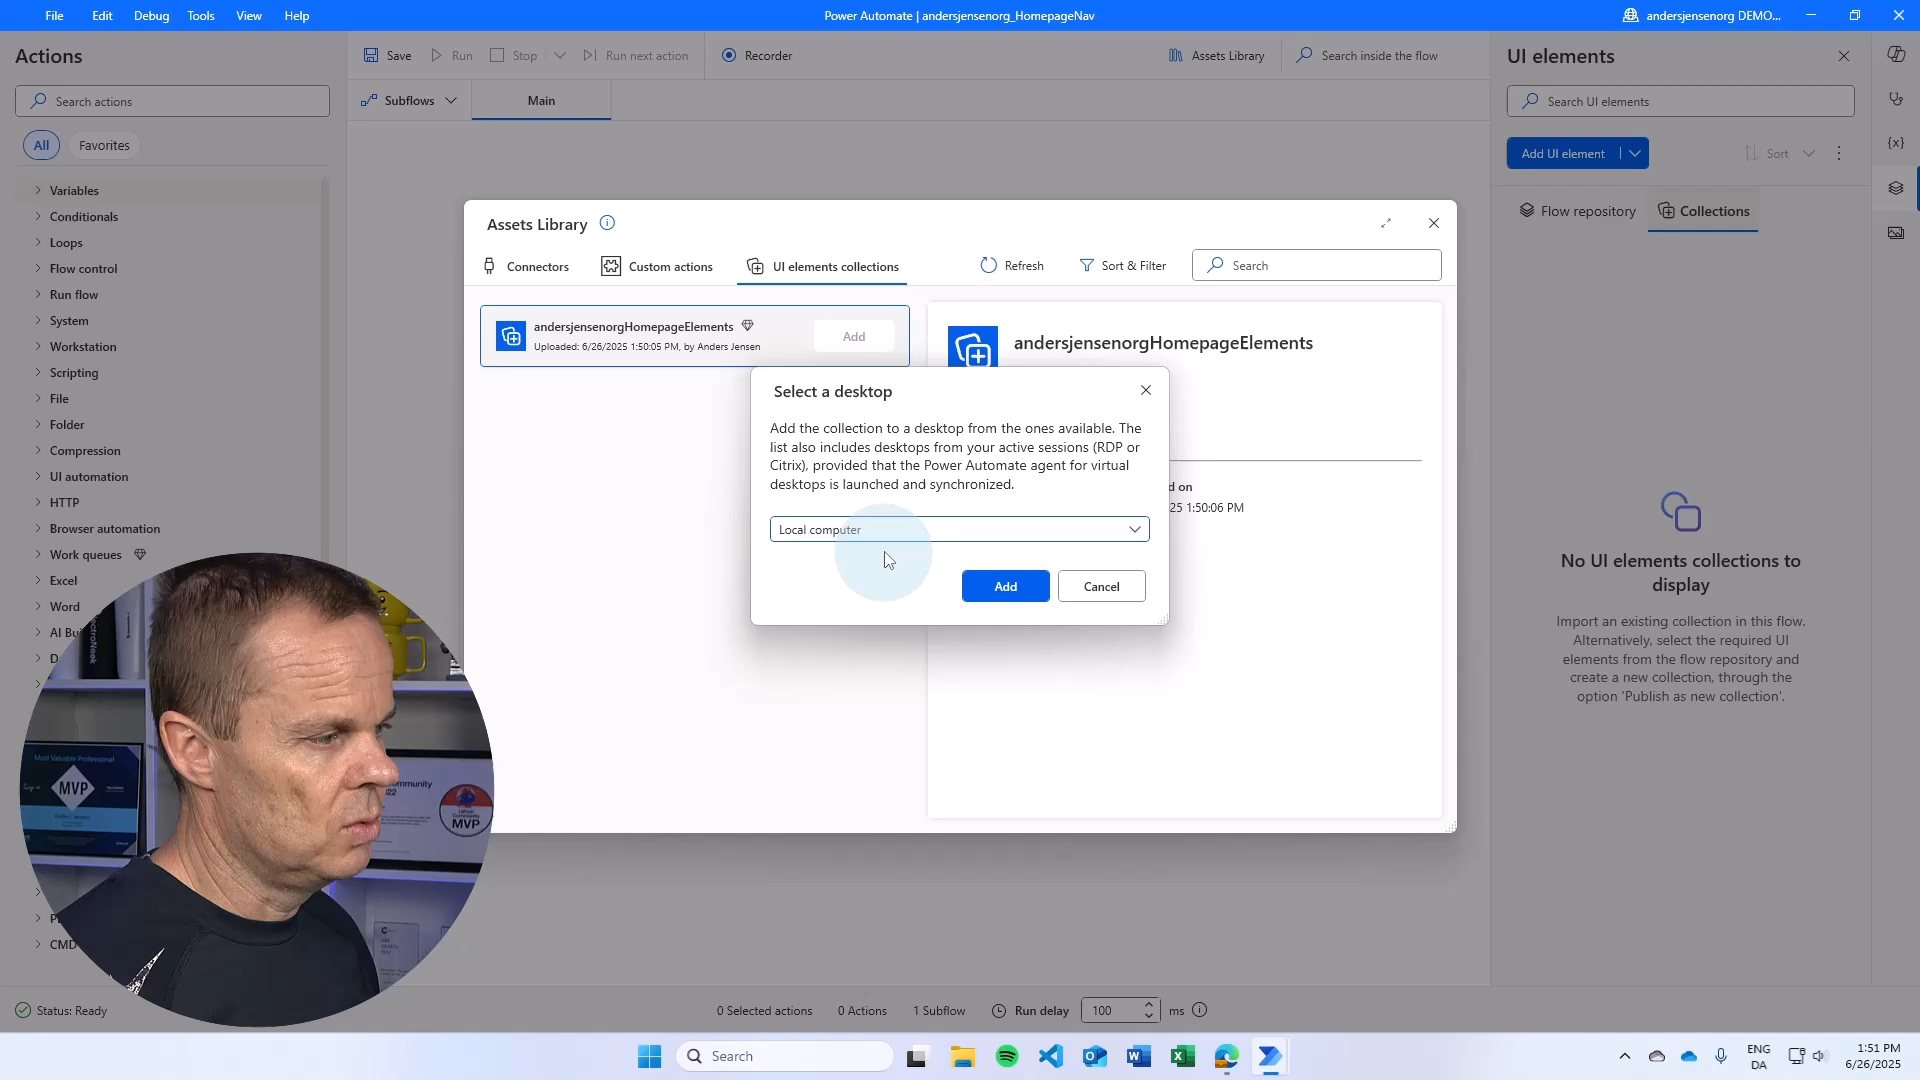 File Edit Debug Tools View Help
Power Automate | andersjensenorg_HomepageNav
andersjensenorg DEMO...
Actions
Search actions
All Favorites
Variables
Conditionals
Loops
Flow control
Run flow
System
Workstation
Scripting
File
Folder
Compression
UI automation
HTTP
Browser automation
Work queues
Excel
Word
CMD
Save Run Stop Run next action Recorder
Assets Library Search inside the flow
Subflows Main
Assets Library
Connectors Custom actions UI elements collections Refresh Sort & Filter Search
andersjensenorgHomepageElements
Uploaded: 6/26/2025 1:50:05 PM, by Anders Jensen
Add
andersjensenorgHomepageElements
d on
25 1:50:06 PM
Select a desktop
Add the collection to a desktop from the ones available. The
list also includes desktops from your active sessions (RDP or
Citrix), provided that the Power Automate agent for virtual
desktops is launched and synchronized.
Local computer
Add Cancel
UI elements
Search UI elements
Add UI element Sort
Flow repository Collections
{x}
No UI elements collections to
display
Import an existing collection in this flow.
Alternatively, select the required UI
elements from the flow repository and
create a new collection, through the
option 'Publish as new collection'.
Most Valuable Professional
MVP
MVP
Status: Ready
0 Selected actions 0 Actions 1 Subflow Run delay 100 ms
Search
ENG
DA
1:51 PM
6/26/2025